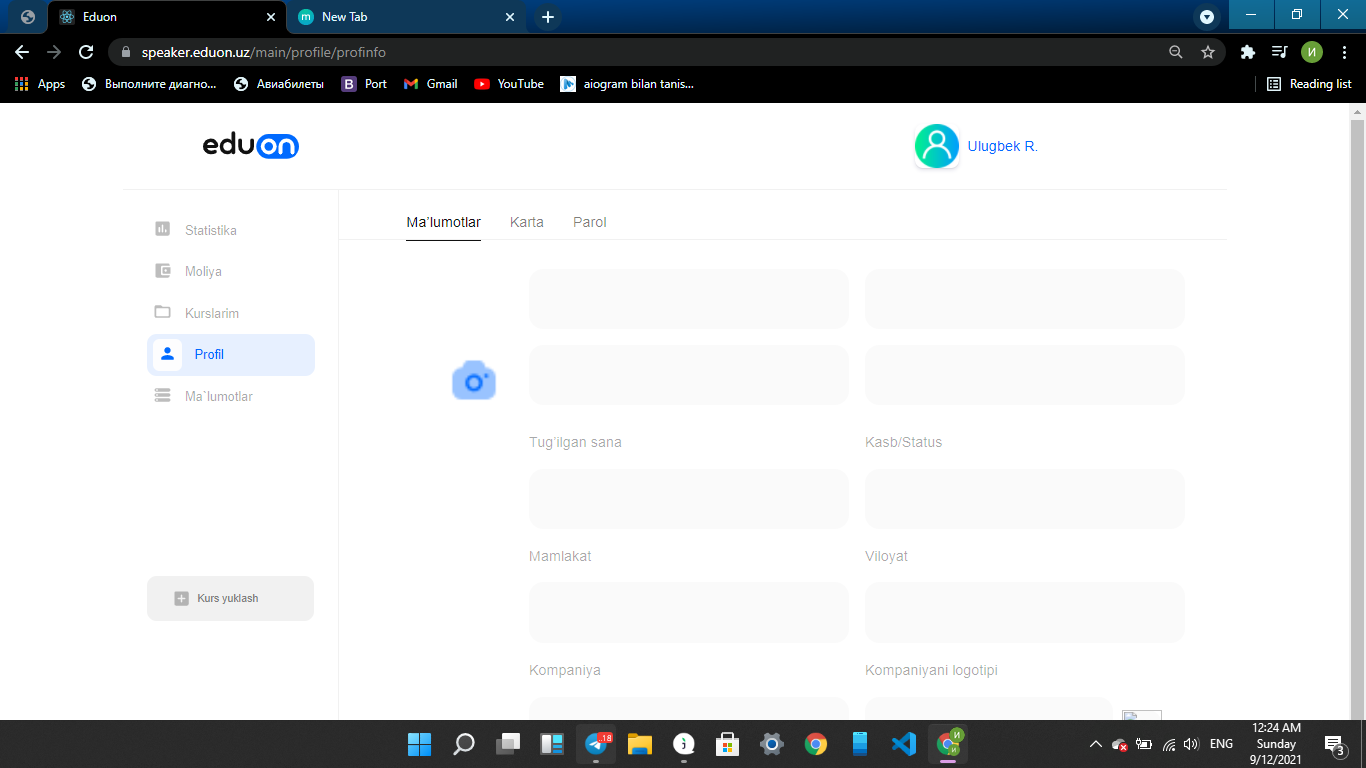 Eduon
m New Tab
speaker.eduon.uz/main/profile/profinfo
И
Apps
Выполните диагно...
Авиабилеты
B Port
Gmail
YouTube
aiogram bilan tanis...
Reading list
eduon
Ulugbek R.
Ma’lumotlar
Karta
Parol
Statistika
Moliya
Kurslarim
Profil
Ma`lumotlar
Kurs yuklash
Tug’ilgan sana
Kasb/Status
Mamlakat
Viloyat
Kompaniya
Kompaniyani logotipi
18
И
ENG
12:24 AM
Sunday
9/12/2021
3